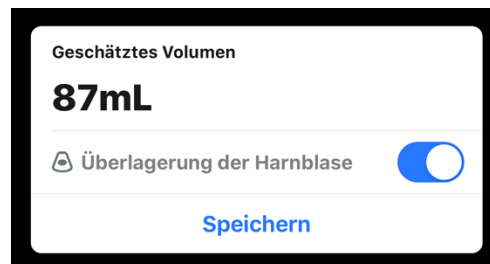 Geschätztes Volumen
87mL
Überlagerung der Harnblase
Speichern